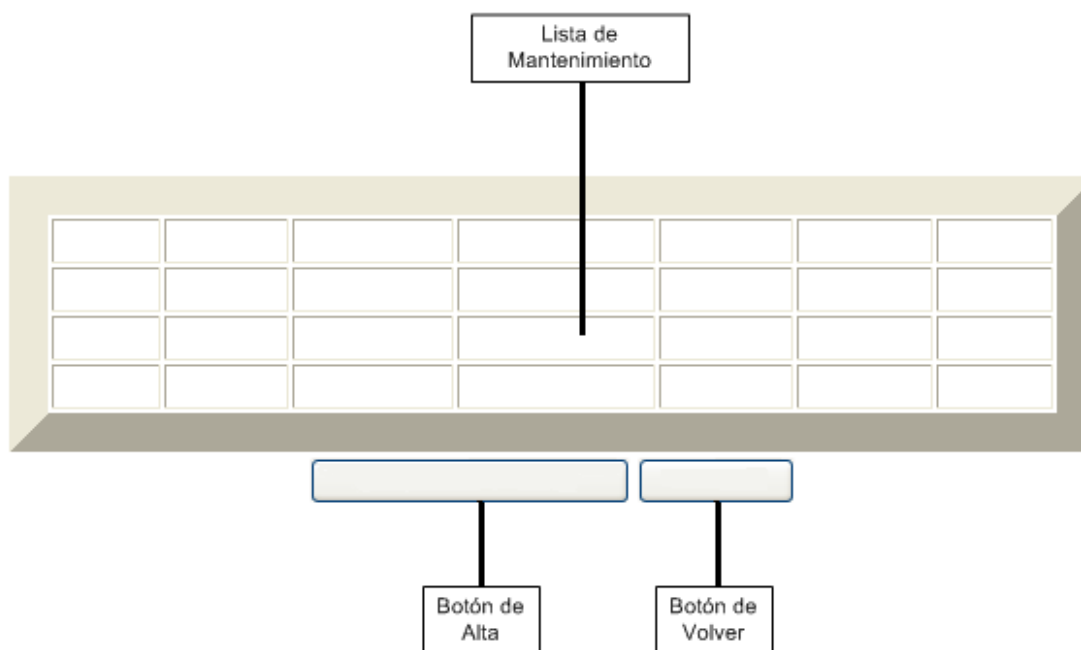 Lista de
Mantenimiento
Botón de
Alta
Botón de
Volver